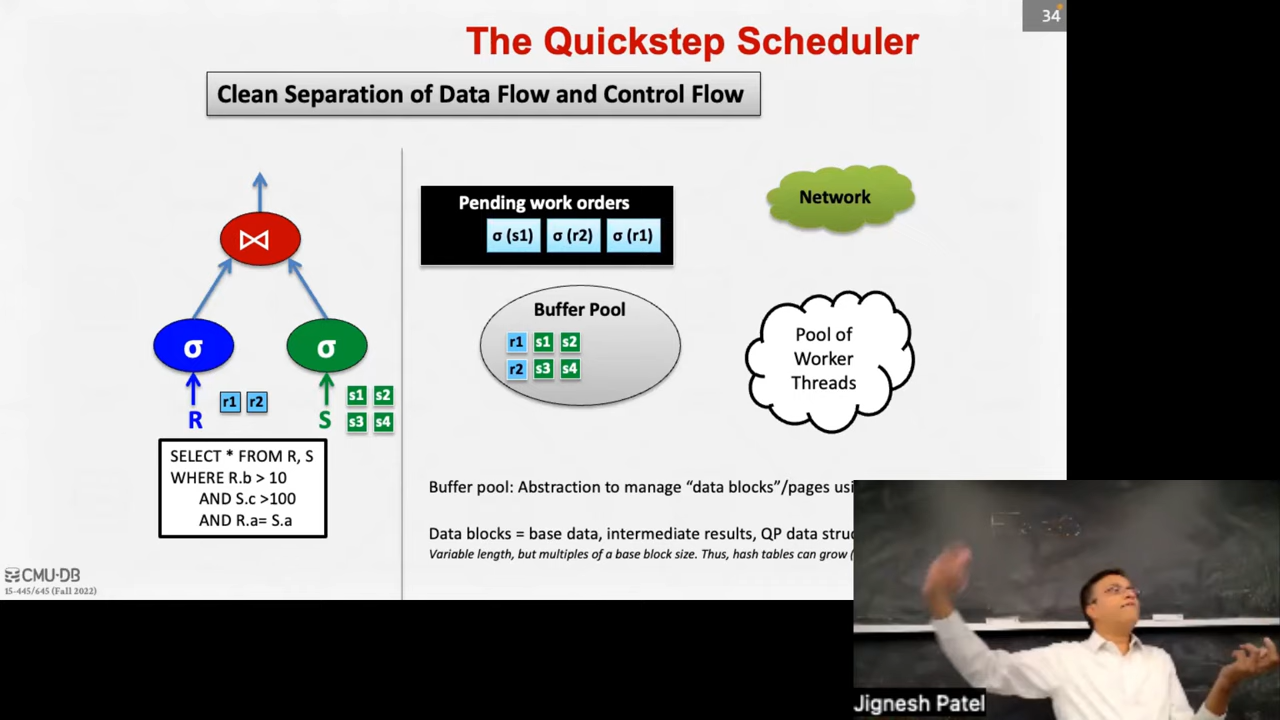 34
The Quickstep Scheduler
Clean Separation of Data Flow and Control Flow
⋈
σ
σ
R
r1
r2
S
s1
s2
s3
s4
SELECT * FROM R, S
WHERE R.b > 10
AND S.c >100
AND R.a= S.a
Pending work orders
σ (s1)
σ (r2)
σ (r1)
Network
Buffer Pool
r1
s1
s2
r2
s3
s4
Pool of
Worker
Threads
Buffer pool: Abstraction to manage “data blocks”/pages usi
Data blocks = base data, intermediate results, QP data struc
Variable length, but multiples of a base block size. Thus, hash tables can grow (
CMU·DB
15-445/645 (Fall 2022)
Jignesh Patel